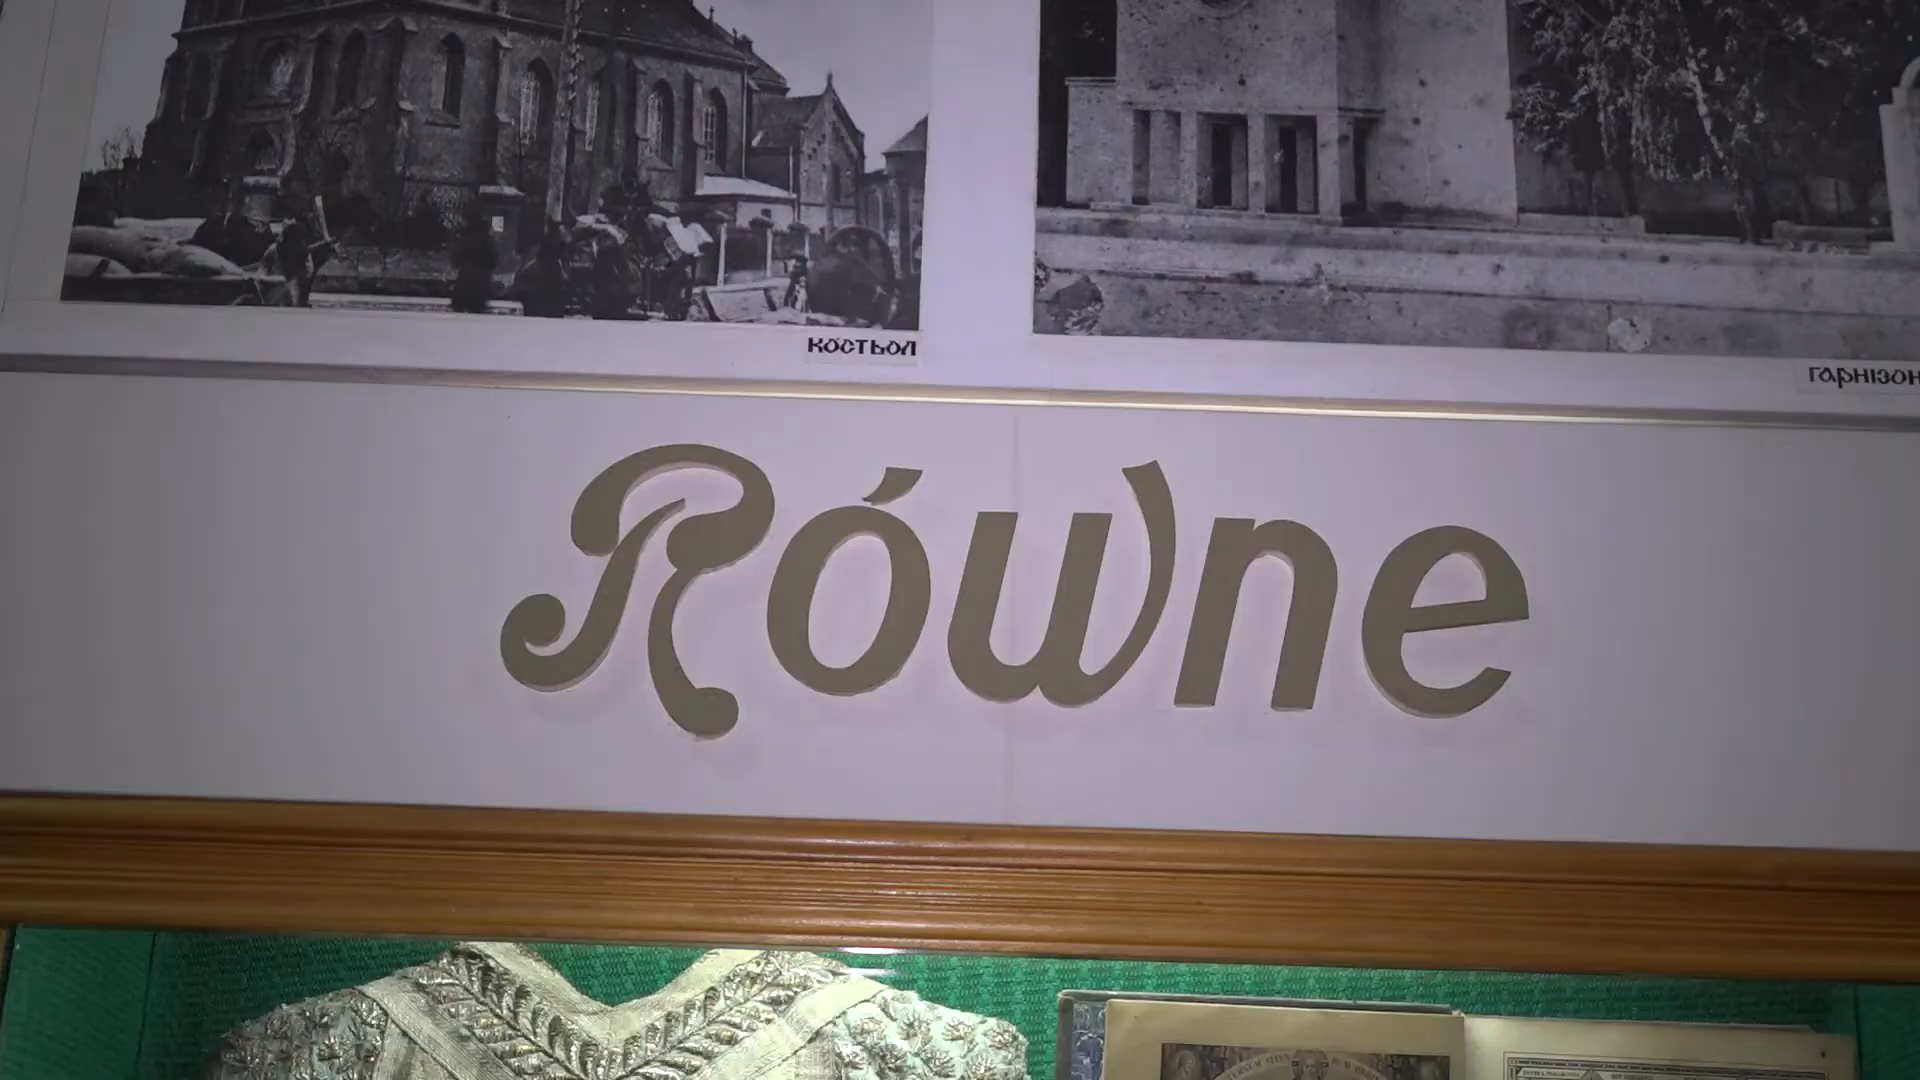 костьол
гарнізон
Równe